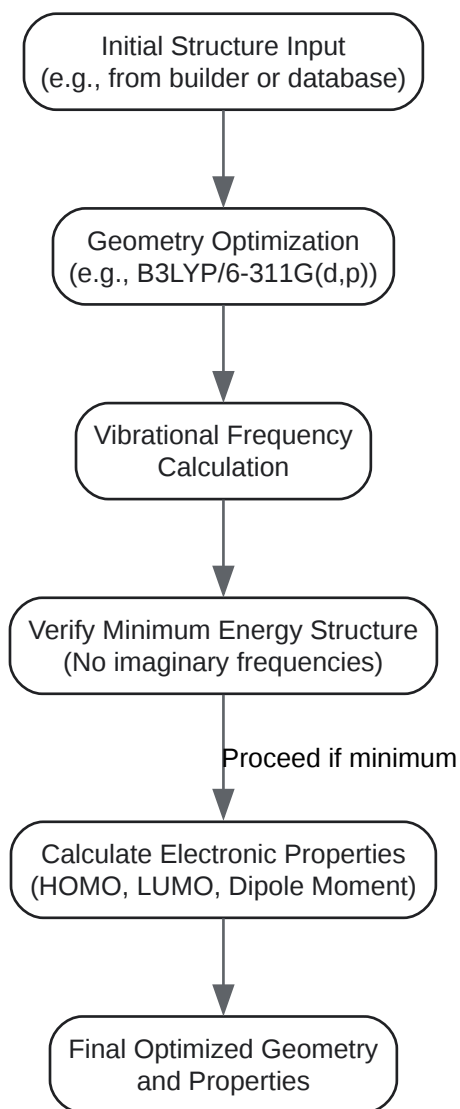 Initial Structure Input
(e.g., from builder or database)
Geometry Optimization
(e.g., B3LYP/6-311G(d,p))
Vibrational Frequency
Calculation
Verify Minimum Energy Structure
(No imaginary frequencies)
Proceed if minimum
Calculate Electronic Properties
(HOMO, LUMO, Dipole Moment)
Final Optimized Geometry
and Properties